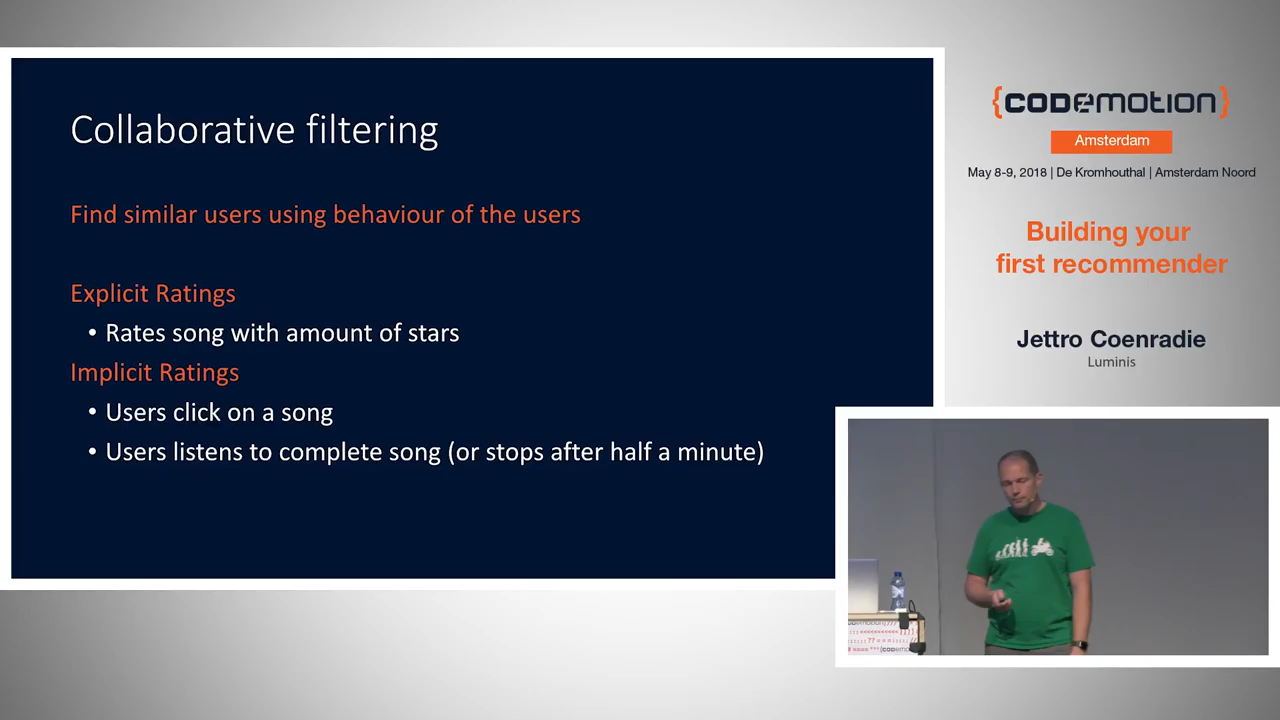 Collaborative filtering
Find similar users using behaviour of the users
Explicit Ratings
• Rates song with amount of stars
Implicit Ratings
• Users click on a song
• Users listens to complete song (or stops after half a minute)
{CODEMOTION}
Amsterdam
May 8-9, 2018 | De Kromhouthal | Amsterdam Noord
Building your
first recommender
Jettro Coenradie
Luminis